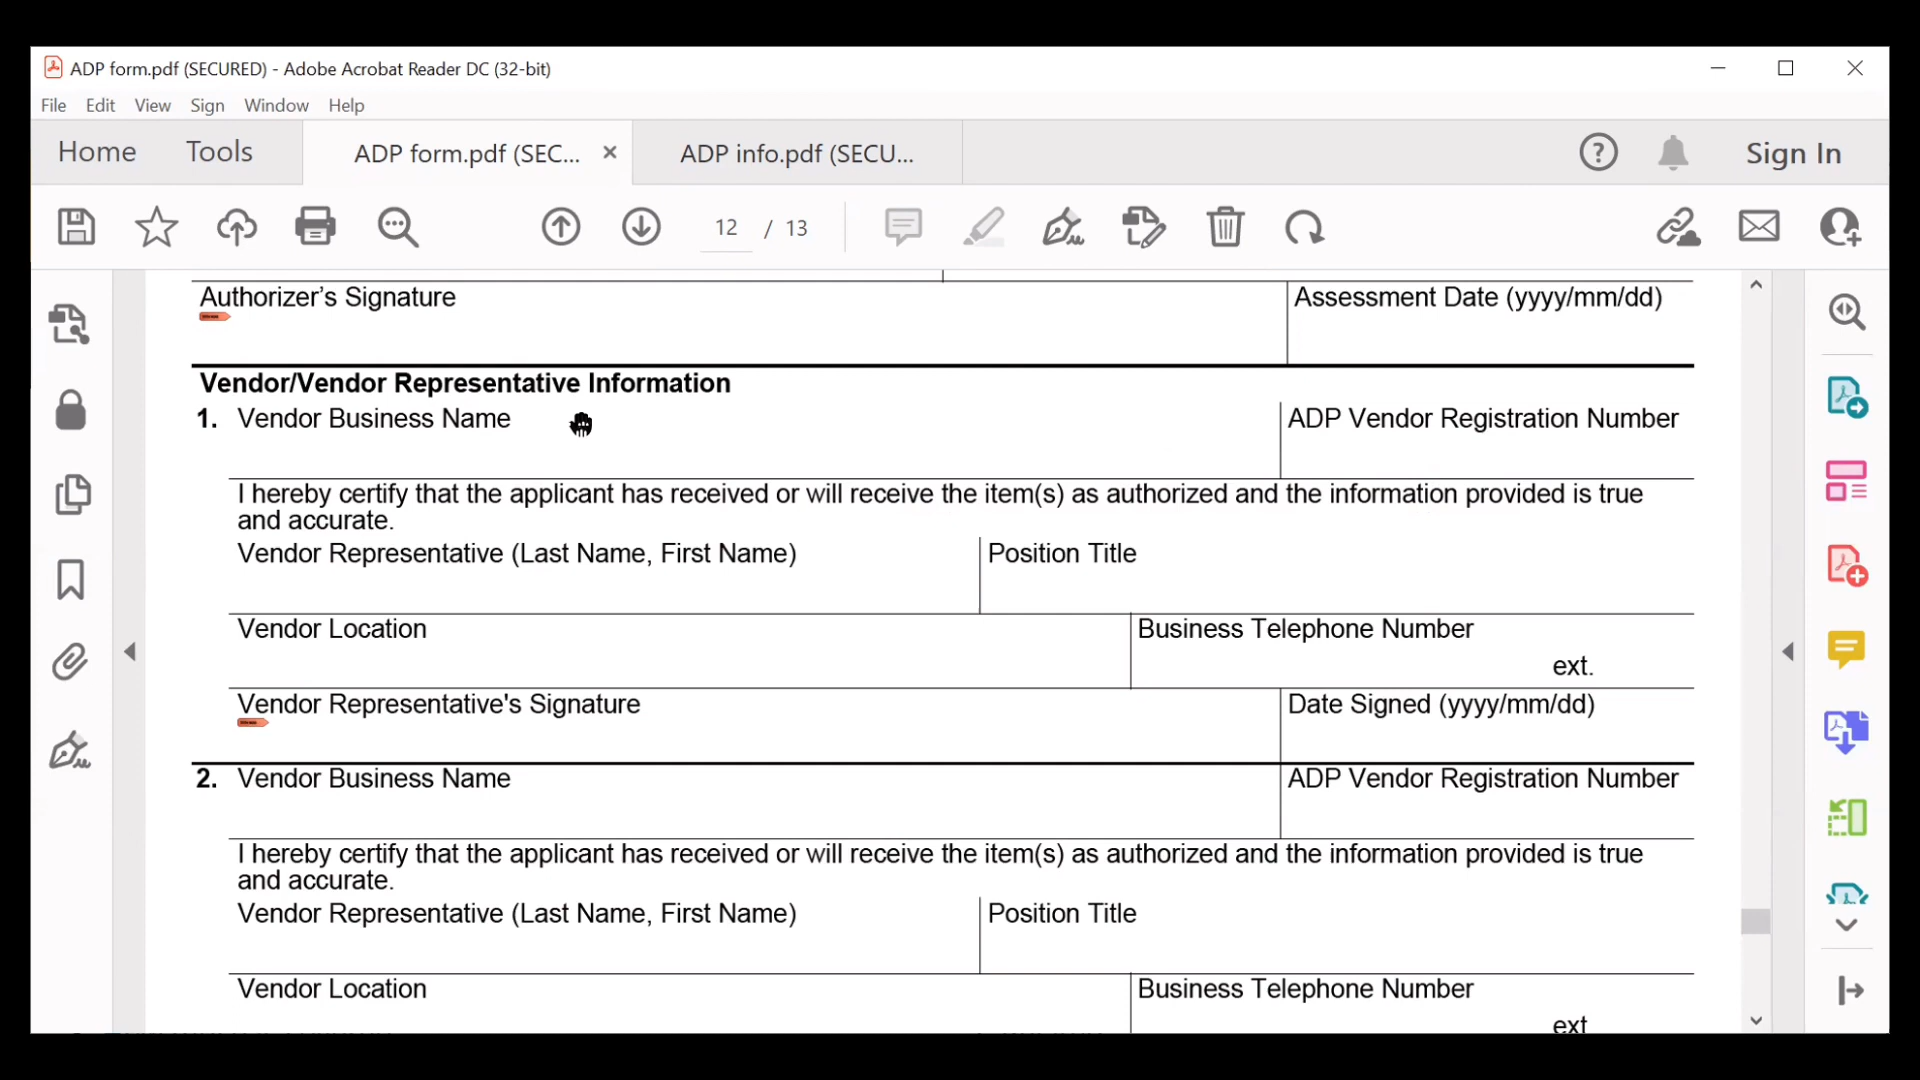 ADP form.pdf (SECURED) - Adobe Acrobat Reader DC (32-bit)
File Edit View Sign Window Help
Home Tools ADP form.pdf (SEC... × ADP info.pdf (SECU... Sign In
12 / 13
Authorizer’s Signature Assessment Date (yyyy/mm/dd)
Vendor/Vendor Representative Information
1. Vendor Business Name ADP Vendor Registration Number
I hereby certify that the applicant has received or will receive the item(s) as authorized and the information provided is true
and accurate.
Vendor Representative (Last Name, First Name) Position Title
Vendor Location Business Telephone Number
ext.
Vendor Representative's Signature Date Signed (yyyy/mm/dd)
2. Vendor Business Name ADP Vendor Registration Number
I hereby certify that the applicant has received or will receive the item(s) as authorized and the information provided is true
and accurate.
Vendor Representative (Last Name, First Name) Position Title
Vendor Location Business Telephone Number
ext